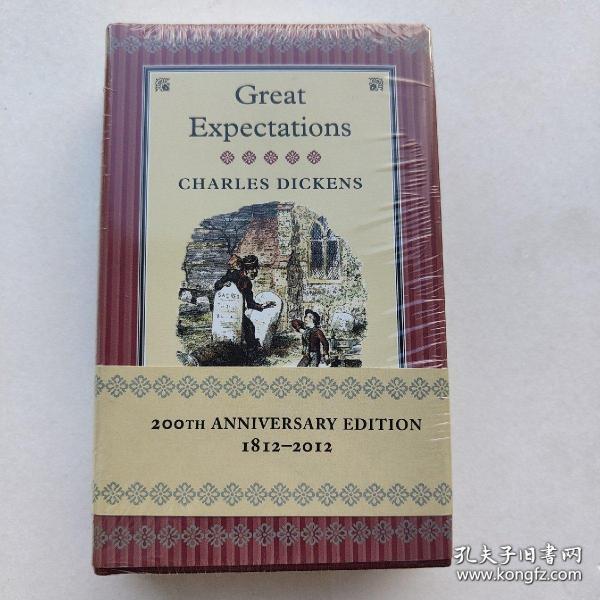 Great
Expectations
CHARLES DICKENS
200TH ANNIVERSARY EDITION
1812–2012
孔夫子旧书网
www.kongfz.com